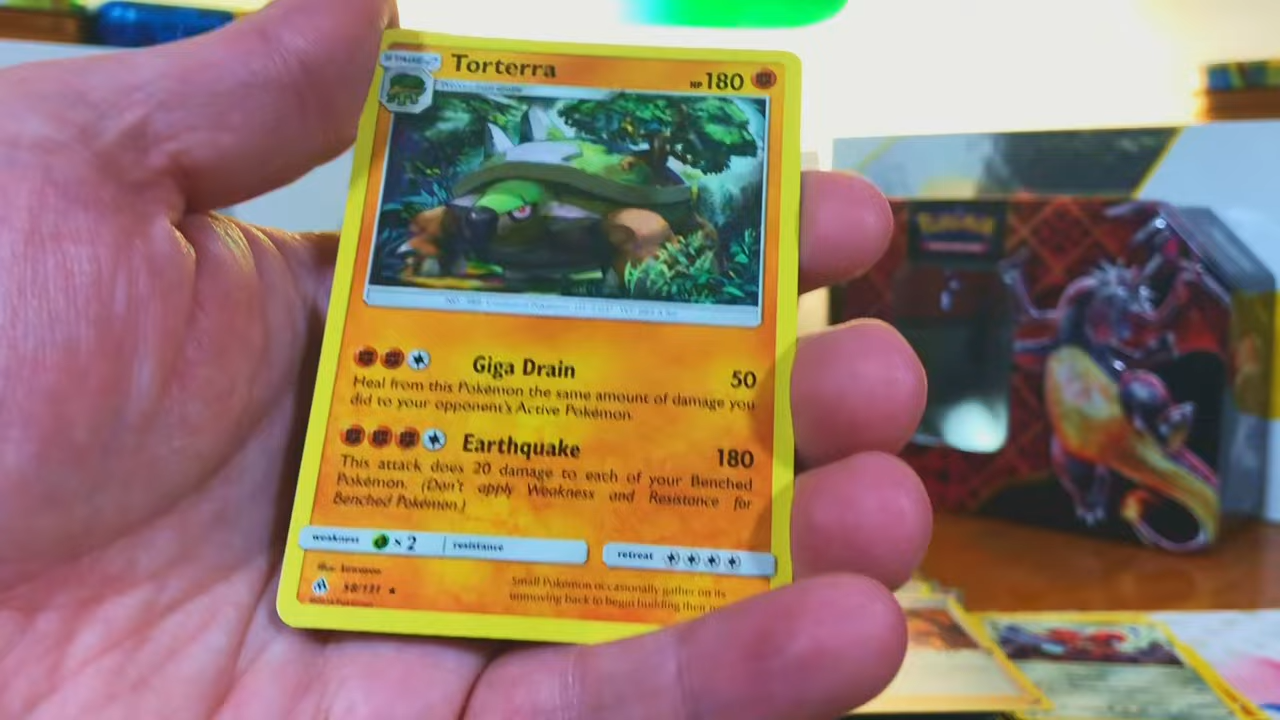 Torterra
HP 180
Giga Drain 50
Heal from this Pokémon the same amount of damage you
did to your opponent's Active Pokémon.
Earthquake 180
This attack does 20 damage to each of your Benched
Pokémon. (Don't apply Weakness and Resistance for
Benched Pokémon.)
weakness × 2 resistance retreat
Small Pokémon occasionally gather on its
unmoving back to begin building their
58/131
Pokémon